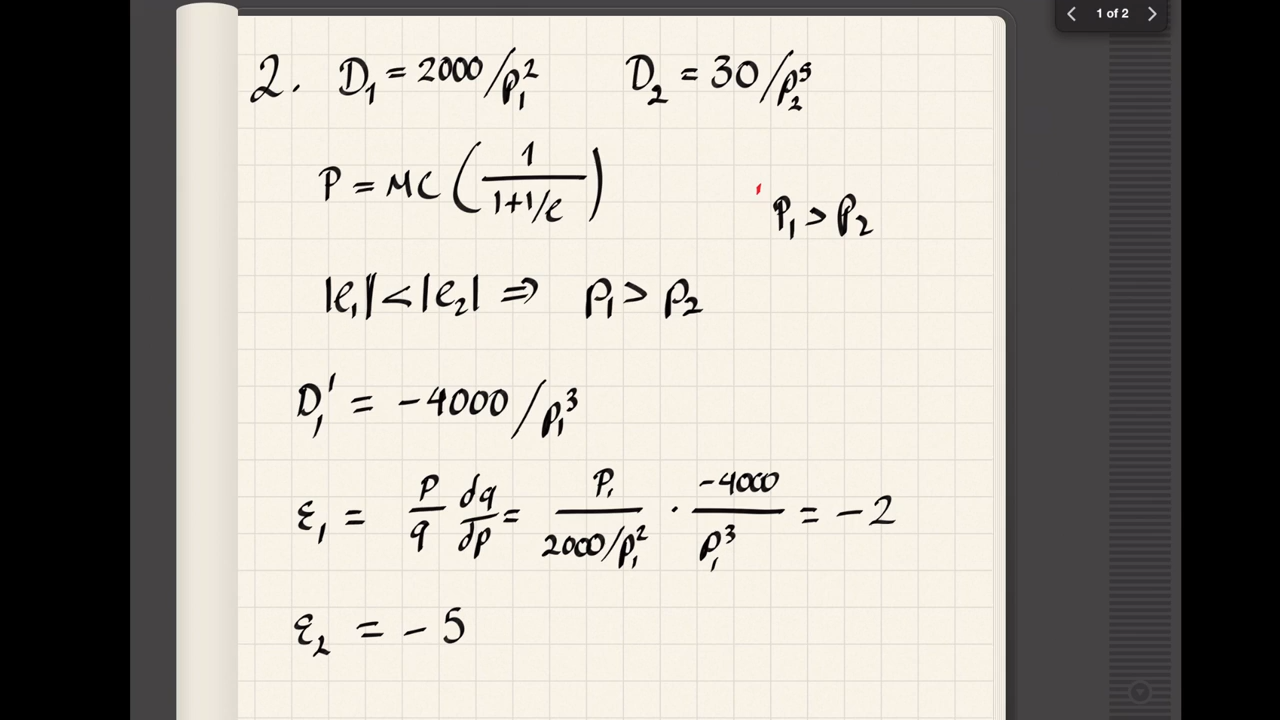 1 of 2
2. D₁ = 2000/p₁² D₂ = 30/p₂⁵
P = MC (1/(1+1/e))
P₁ > P₂
|e₁| < |e₂| ⇒ p₁ > p₂
D₁' = -4000/p₁³
ε₁ = p/q dq/dp = P₁/(2000/p₁²) · -4000/p₁³ = -2
ε₂ = -5